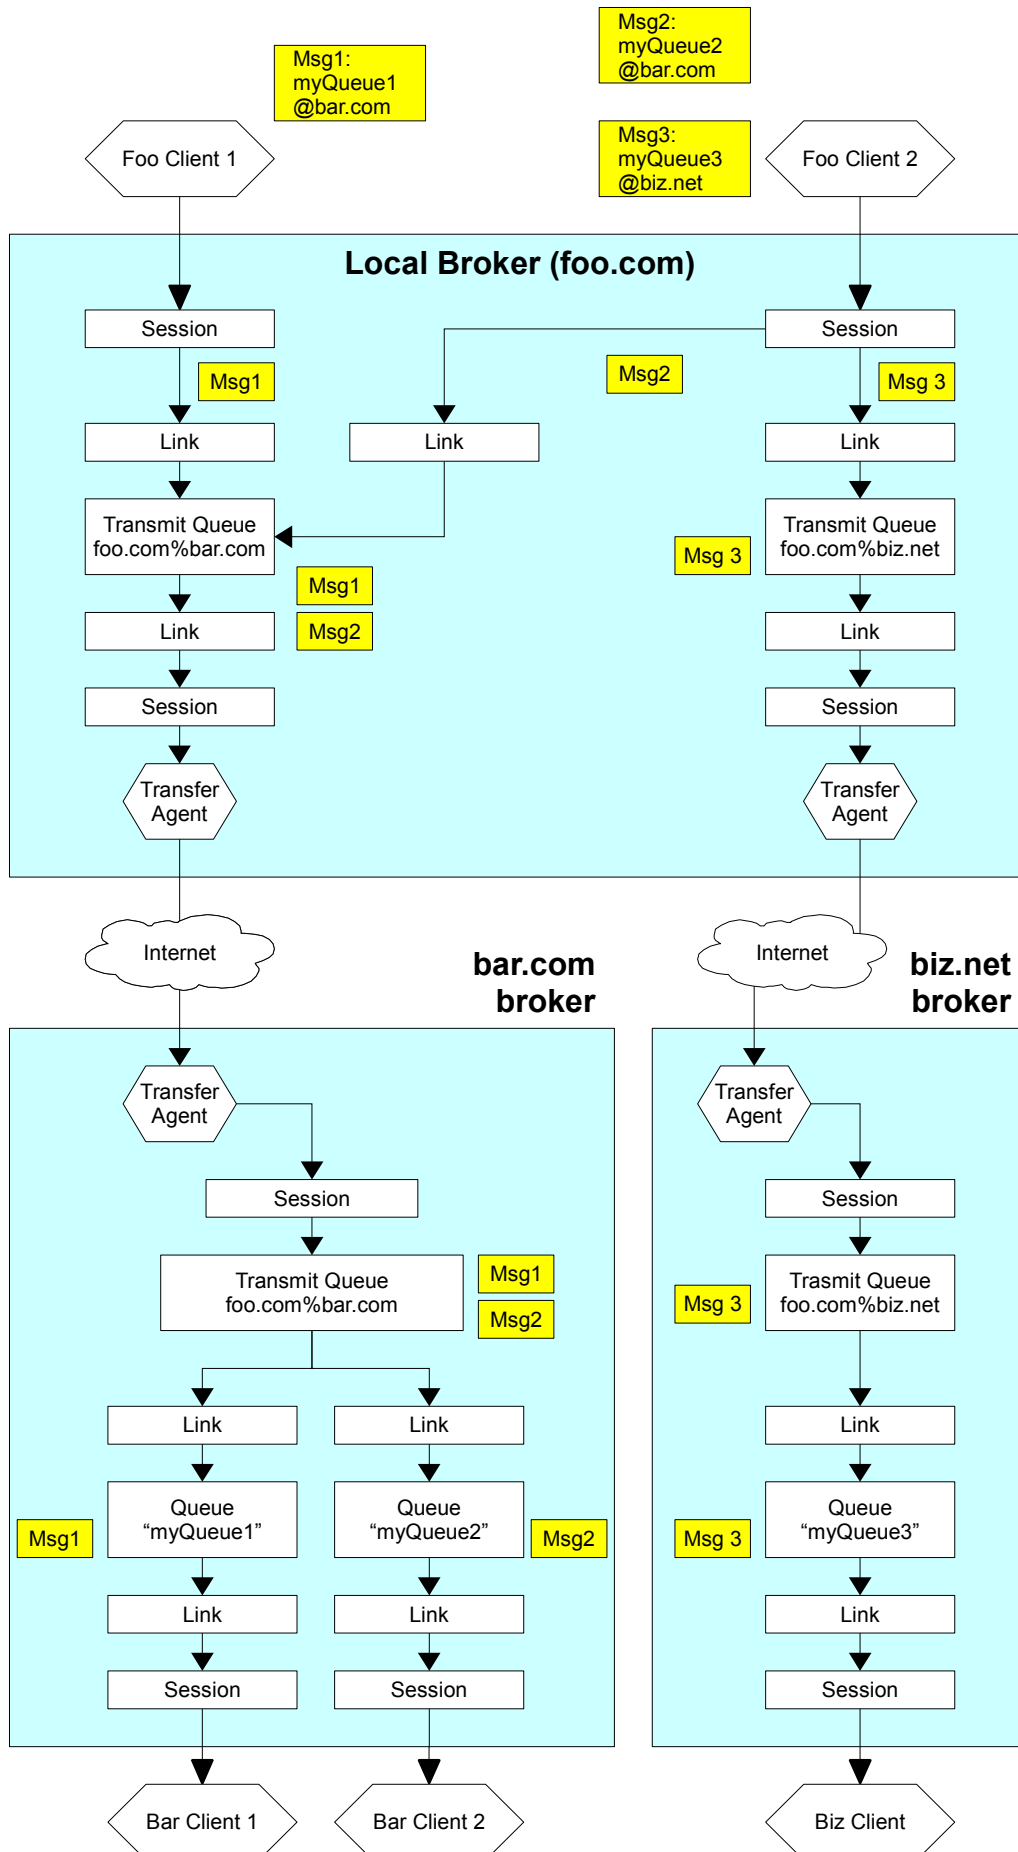 Msg1:
myQueue1
@bar.com
Msg2:
myQueue2
@bar.com
Msg3:
myQueue3
@biz.net
Foo Client 1
Foo Client 2
Local Broker (foo.com)
Session
Session
Msg1
Msg2
Msg 3
Link
Link
Link
Transmit Queue
foo.com%bar.com
Msg 3
Transmit Queue
foo.com%biz.net
Msg1
Link
Msg2
Link
Session
Session
Transfer
Agent
Transfer
Agent
Internet
Internet
bar.com
broker
biz.net
broker
Transfer
Agent
Transfer
Agent
Session
Session
Transmit Queue
foo.com%bar.com
Msg1
Msg2
Msg 3
Trasmit Queue
foo.com%biz.net
Link
Link
Link
Msg1
Queue
“myQueue1”
Queue
“myQueue2”
Msg2
Msg 3
Queue
“myQueue3”
Link
Link
Link
Session
Session
Session
Bar Client 1
Bar Client 2
Biz Client